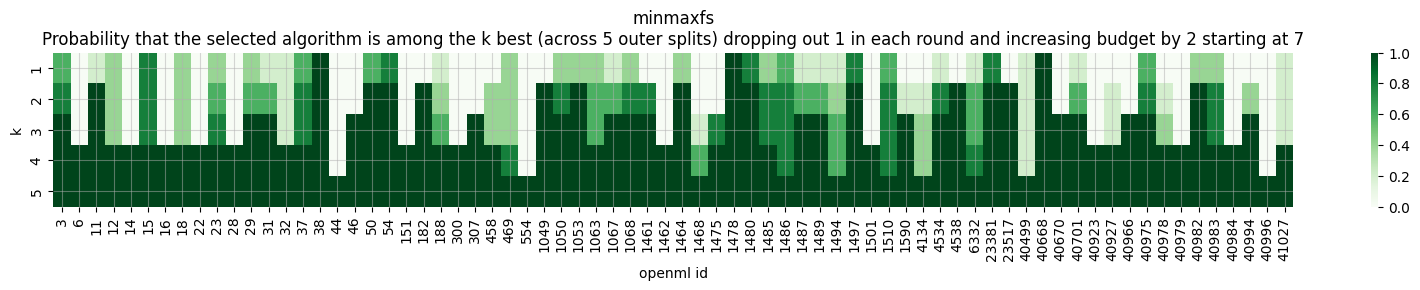 minmaxfs
Probability that the selected algorithm is among the k best (across 5 outer splits) dropping out 1 in each round and increasing budget by 2 starting at 7
k
1
2
3
4
5
3 6 11 12 14 15 16 18 22 23 28 29 31 32 37 38 44 46 50 54 151 182 188 300 307 458 469 554 1049 1050 1053 1063 1067 1068 1461 1462 1464 1468 1475 1478 1480 1485 1486 1487 1489 1494 1497 1501 1510 1590 4134 4534 4538 6332 23381 23517 40499 40668 40670 40701 40923 40927 40966 40975 40978 40979 40982 40983 40984 40994 40996 41027
openml id
1.0
0.8
0.6
0.4
0.2
0.0